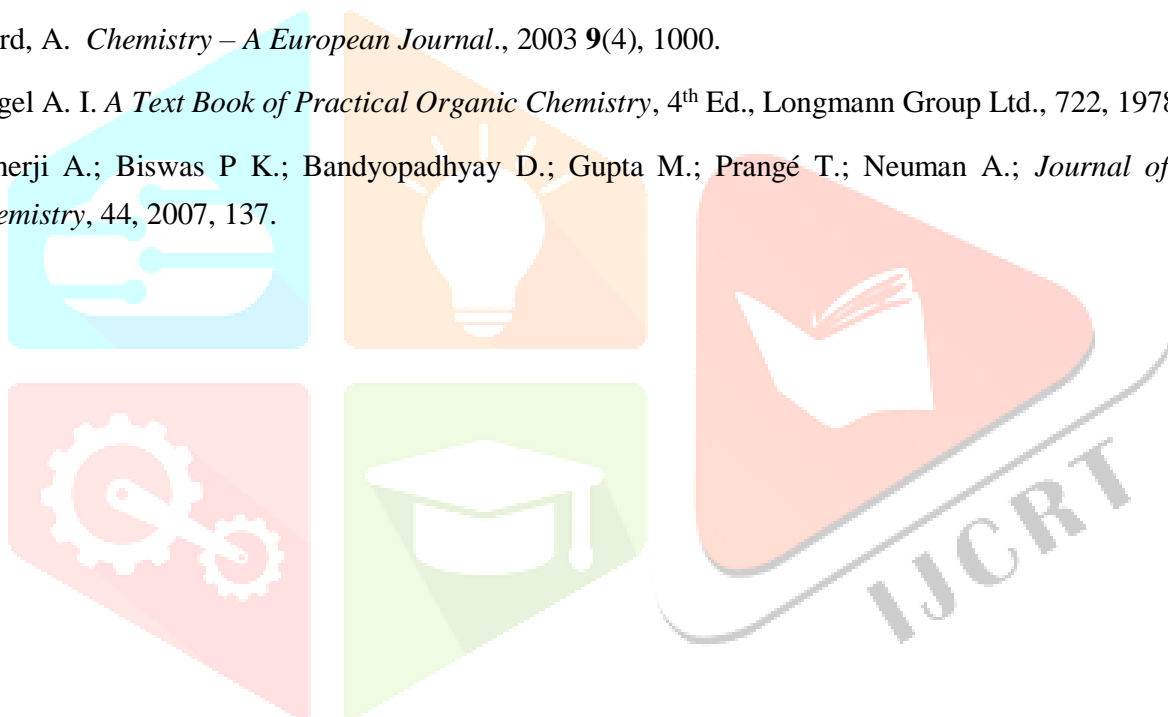 rd, A. Chemistry – A European Journal., 2003 9(4), 1000.
gel A. I. A Text Book of Practical Organic Chemistry, 4th Ed., Longmann Group Ltd., 722, 1978
nerji A.; Biswas P K.; Bandyopadhyay D.; Gupta M.; Prangé T.; Neuman A.; Journal of
emistry, 44, 2007, 137.
IJCRT